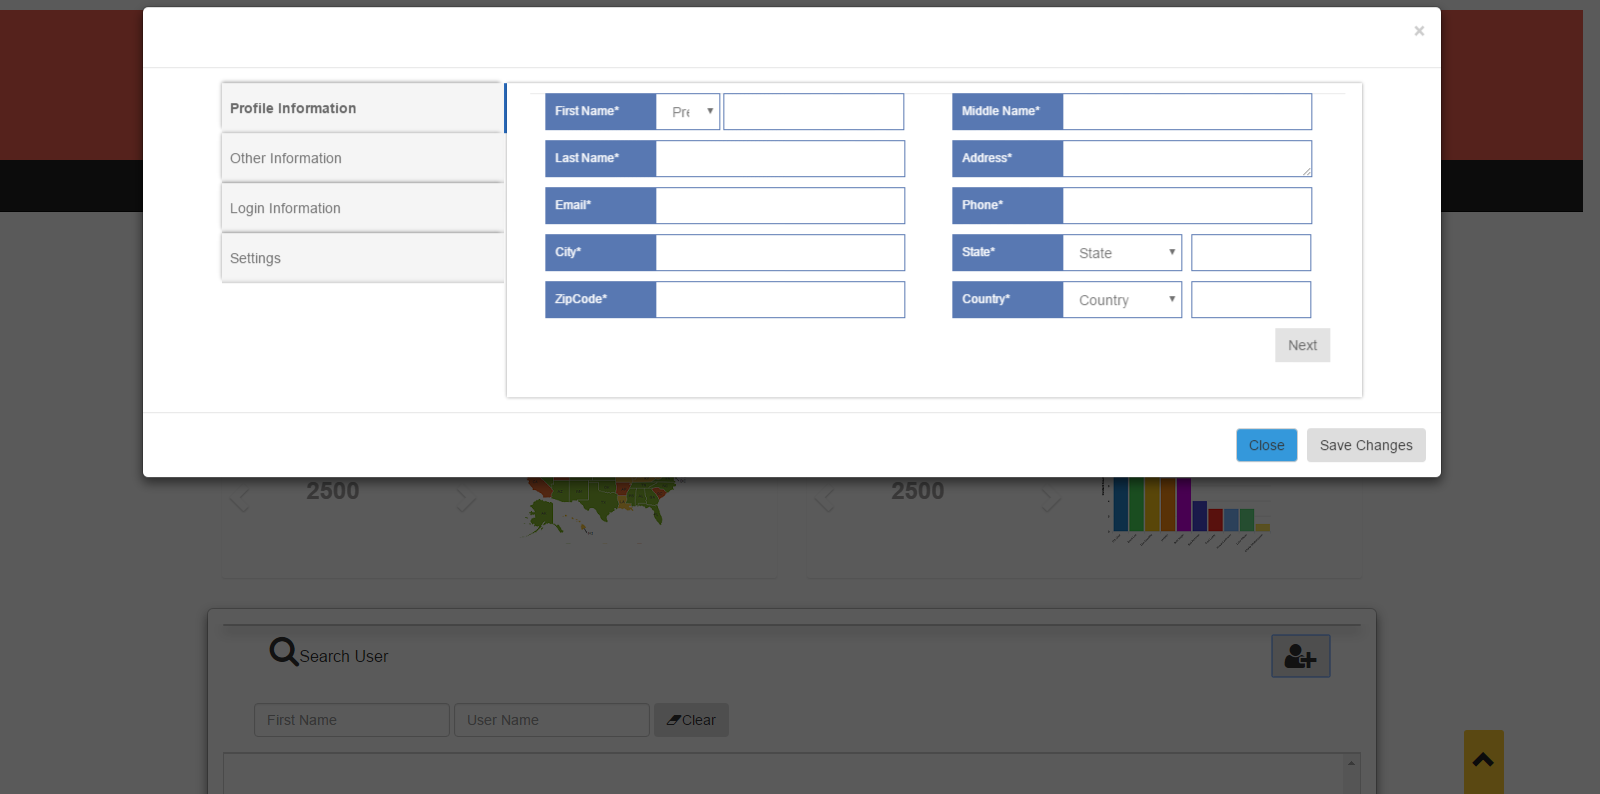 ×
Profile Information
Other Information
Login Information
Settings
First Name* Pre Middle Name*
Last Name* Address*
Email* Phone*
City* State* State
ZipCode* Country* Country
Next
Close Save Changes
2500 2500
Search User
First Name User Name Clear